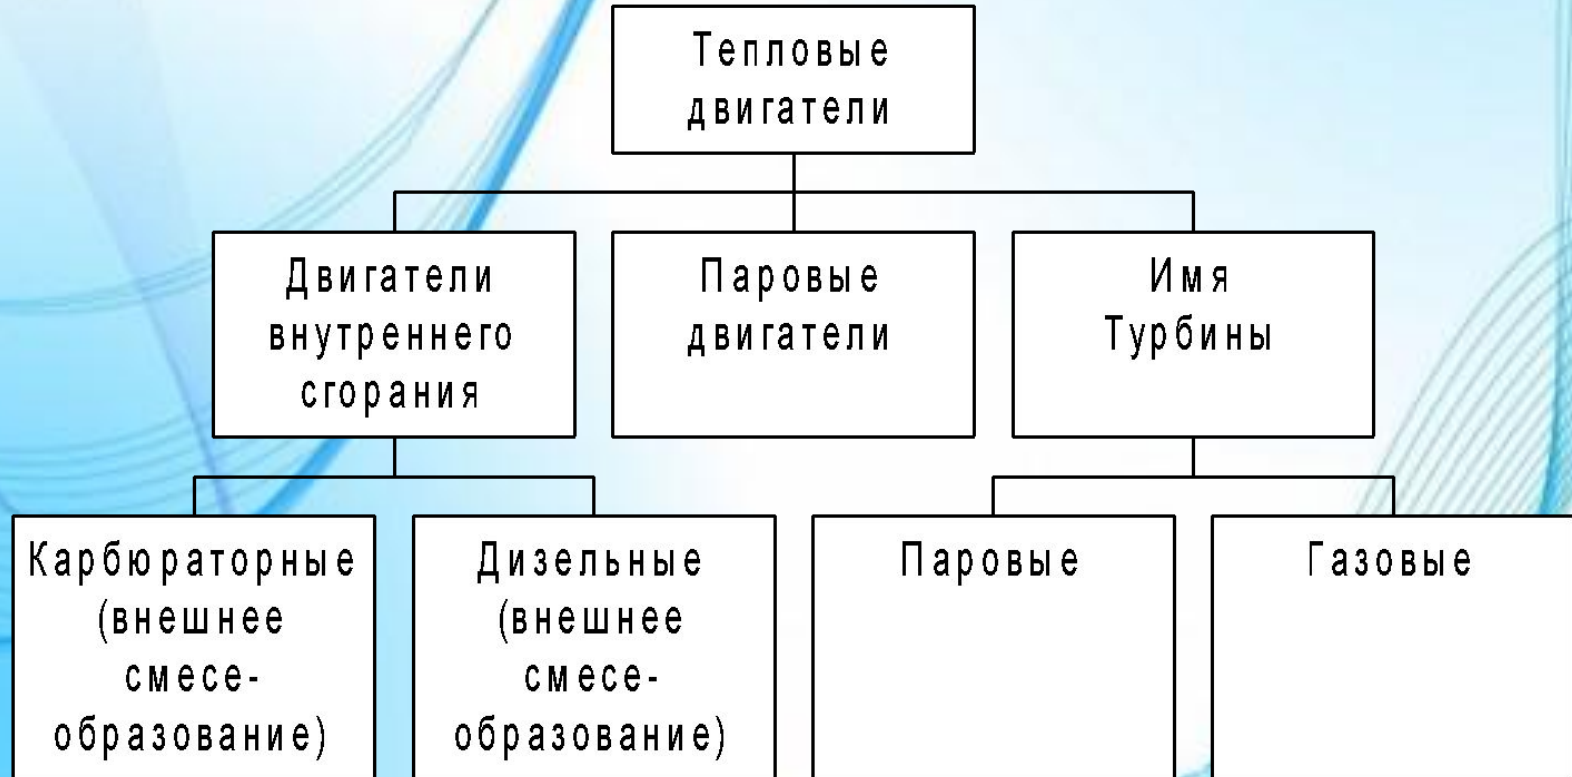 Тепловые
двигатели
Двигатели
внутреннего
сгорания
Паровые
двигатели
Имя
Турбины
Карбюраторные
(внешнее
смесе-
образование)
Дизельные
(внешнее
смесе-
образование)
Паровые
Газовые